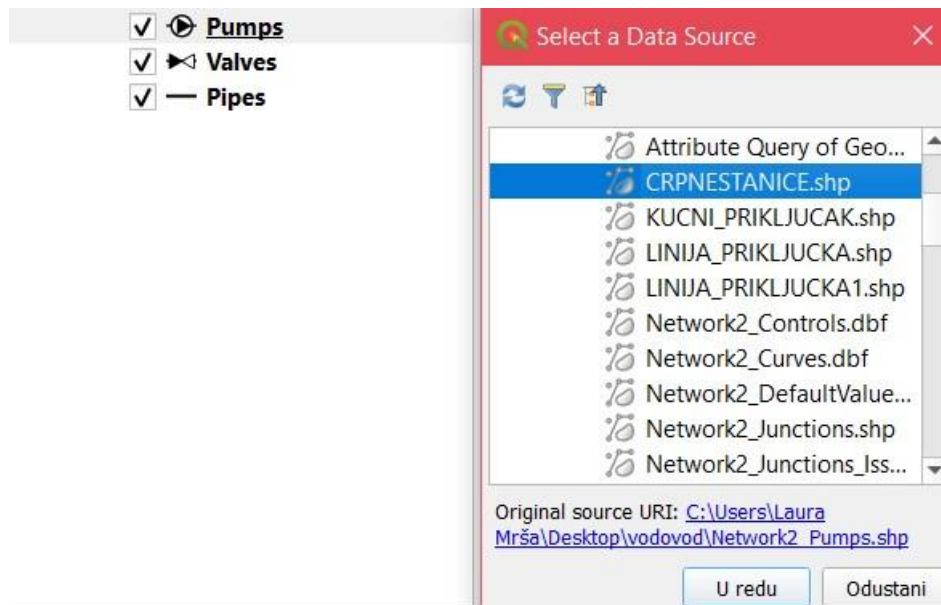 Pumps
Valves
Pipes
Select a Data Source
Attribute Query of Geo...
CRPNESTANICE.shp
KUCNI_PRIKLJUCAK.shp
LINIJA_PRIKLJUCKA.shp
LINIJA_PRIKLJUCKA1.shp
Network2_Controls.dbf
Network2_Curves.dbf
Network2_DefaultValue...
Network2_Junctions.shp
Network2_Junctions_Iss...
Original source URI: C:\Users\Laura
Mrša\Desktop\vodovod\Network2_Pumps.shp
U redu Odustani